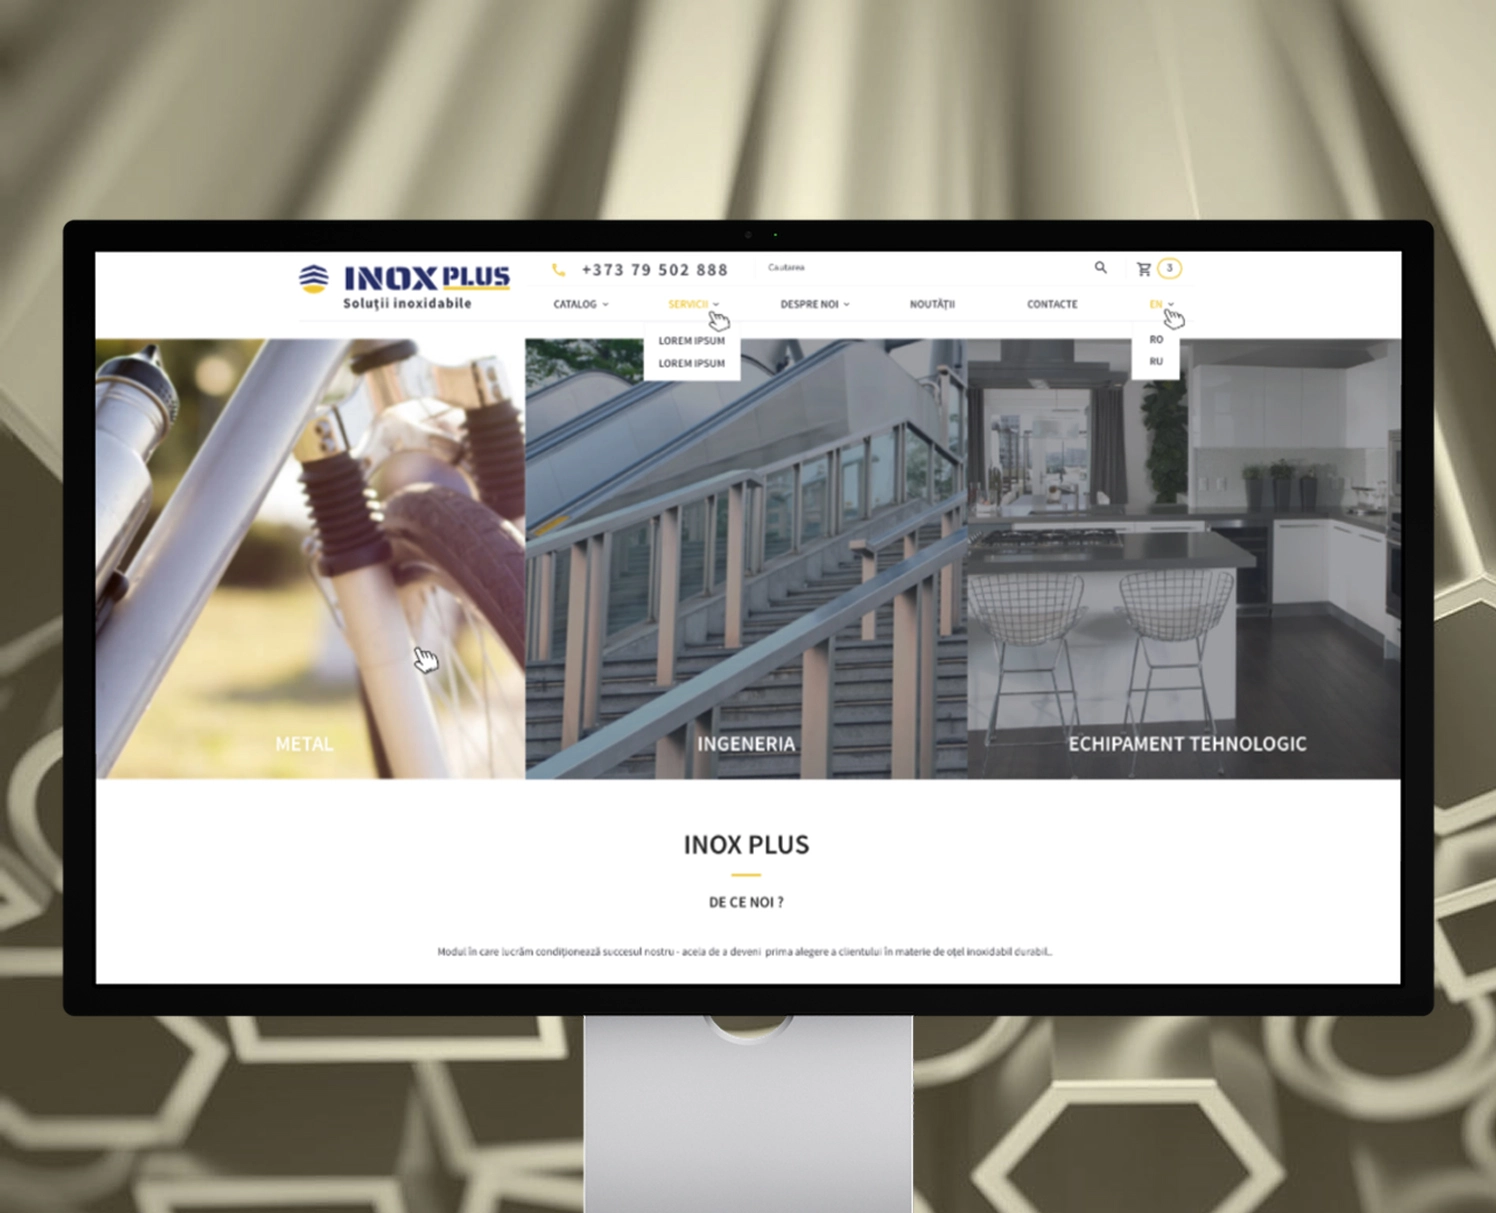 INOX PLUS
Soluții inoxidabile
+373 79 502 888
Cautarea
3
CATALOG
SERVICII
DESPRE NOI
NOUTĂȚII
CONTACTE
EN
LOREM IPSUM
LOREM IPSUM
RO
RU
METAL
INGENERIA
ECHIPAMENT TEHNOLOGIC
INOX PLUS
DE CE NOI ?
Modul în care lucrăm condiționează succesul nostru - acela de a deveni prima alegere a clientului în materie de oțel inoxidabil durabil..